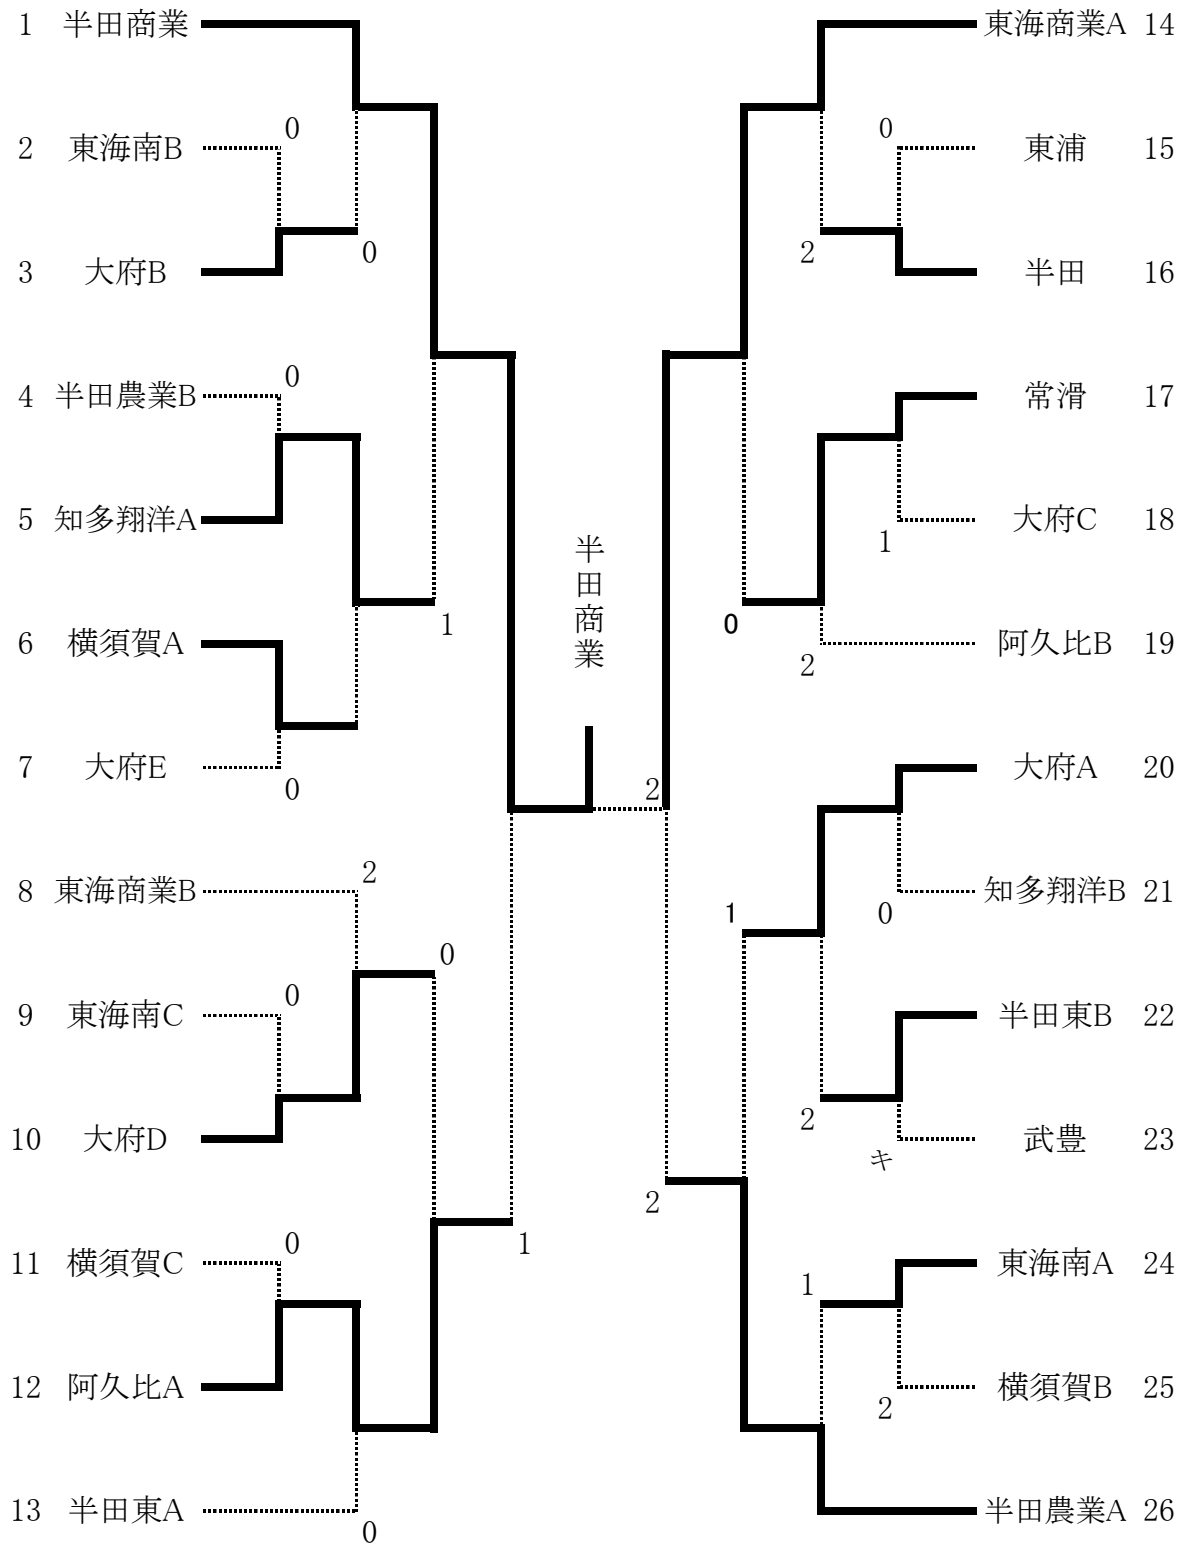 1 半田商業
東海商業A 14
0
0
2 東海南B
東浦 15
0
2
3 大府B
半田 16
0
4 半田農業B
常滑 17
5 知多翔洋A
大府C 18
1
半田商業
1
0
6 横須賀A
阿久比B 19
2
7 大府E
大府A 20
0
2
2
8 東海商業B
知多翔洋B 21
1
0
0
0
9 東海南C
半田東B 22
2
10 大府D
武豊 23
キ
2
0
1
11 横須賀C
東海南A 24
1
12 阿久比A
横須賀B 25
2
13 半田東A
半田農業A 26
0